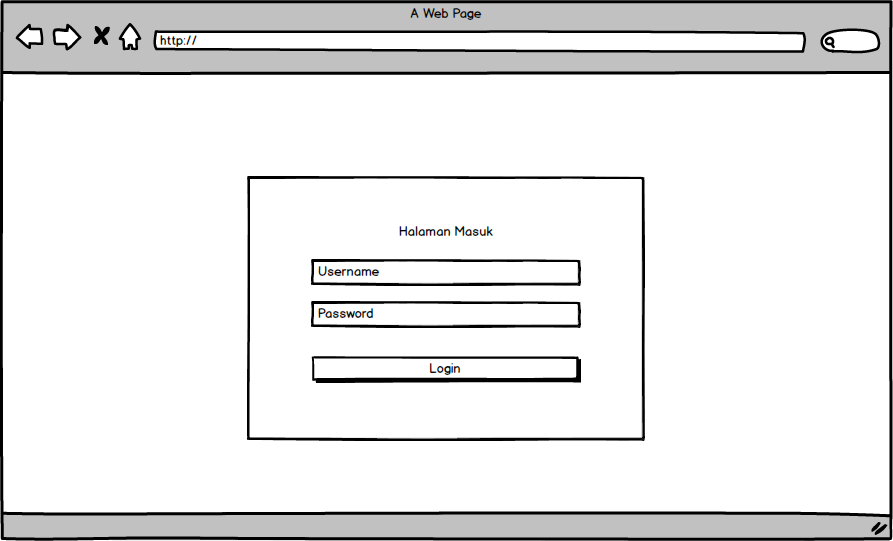 A Web Page
http://
Halaman Masuk
Username
Password
Login